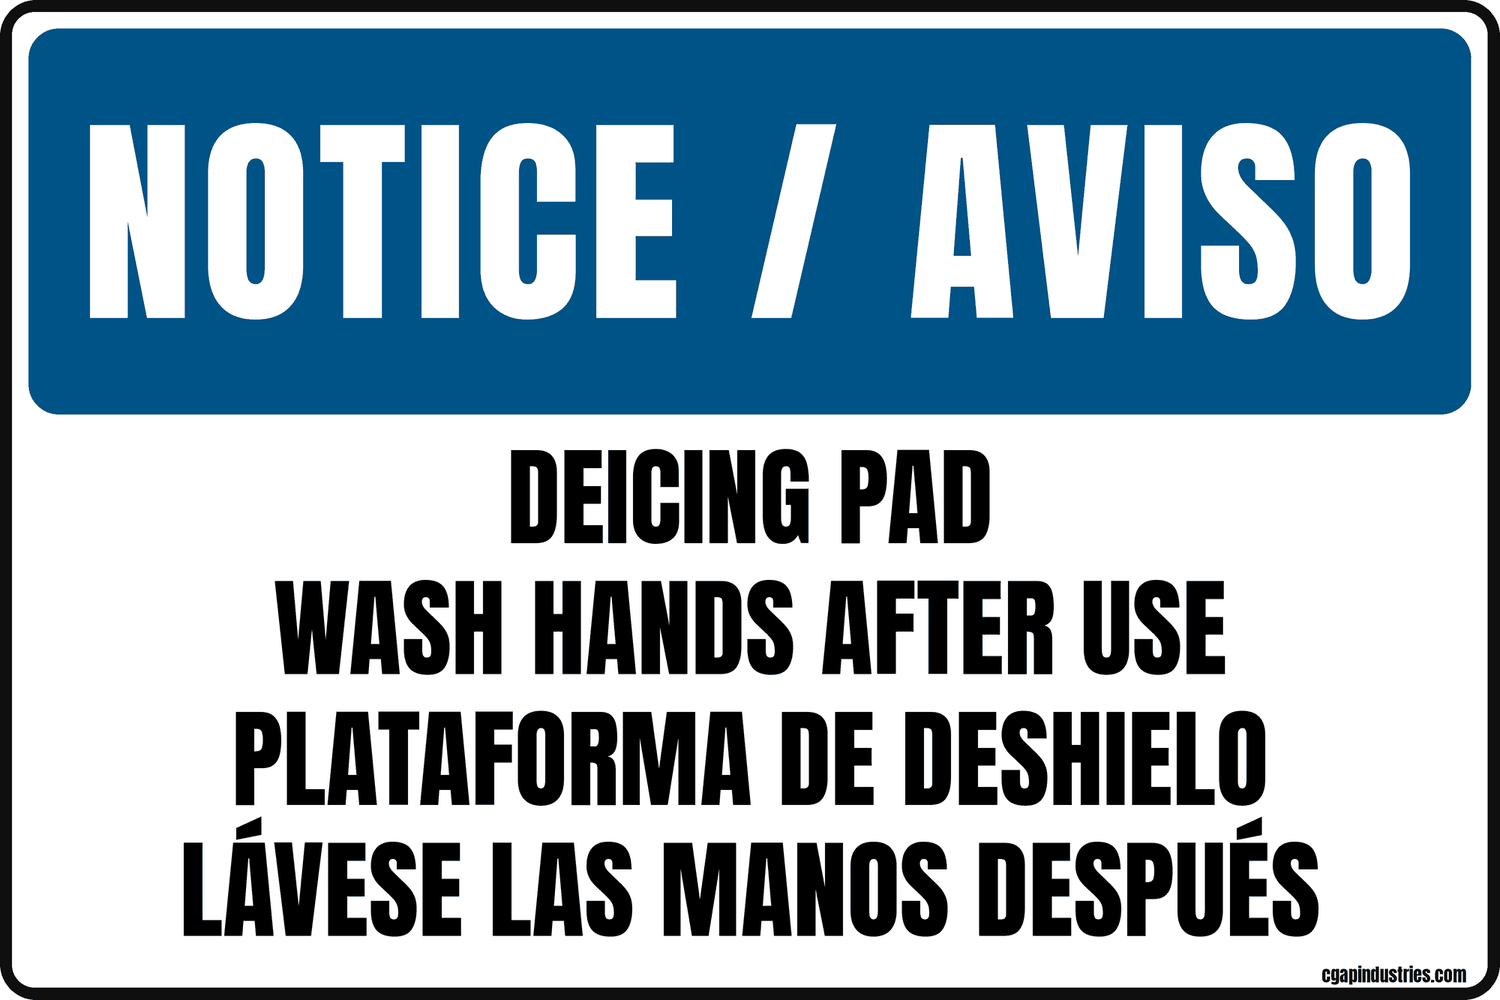 NOTICE / AVISO
DEICING PAD
WASH HANDS AFTER USE
PLATAFORMA DE DESHIELO
LÁVESE LAS MANOS DESPUÉS
cgapindustries.com